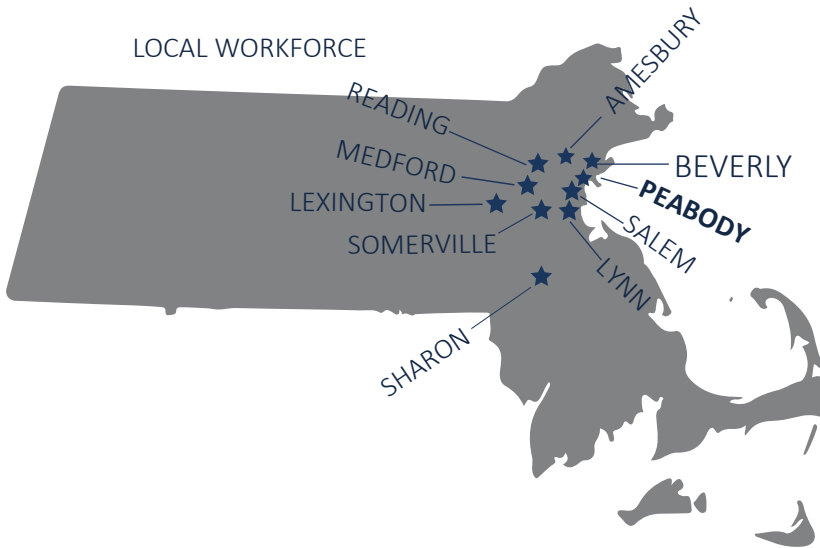 LOCAL WORKFORCE
AMESBURY
READING
MEDFORD
BEVERLY
PEABODY
LEXINGTON
SALEM
SOMERVILLE
LYNN
SHARON